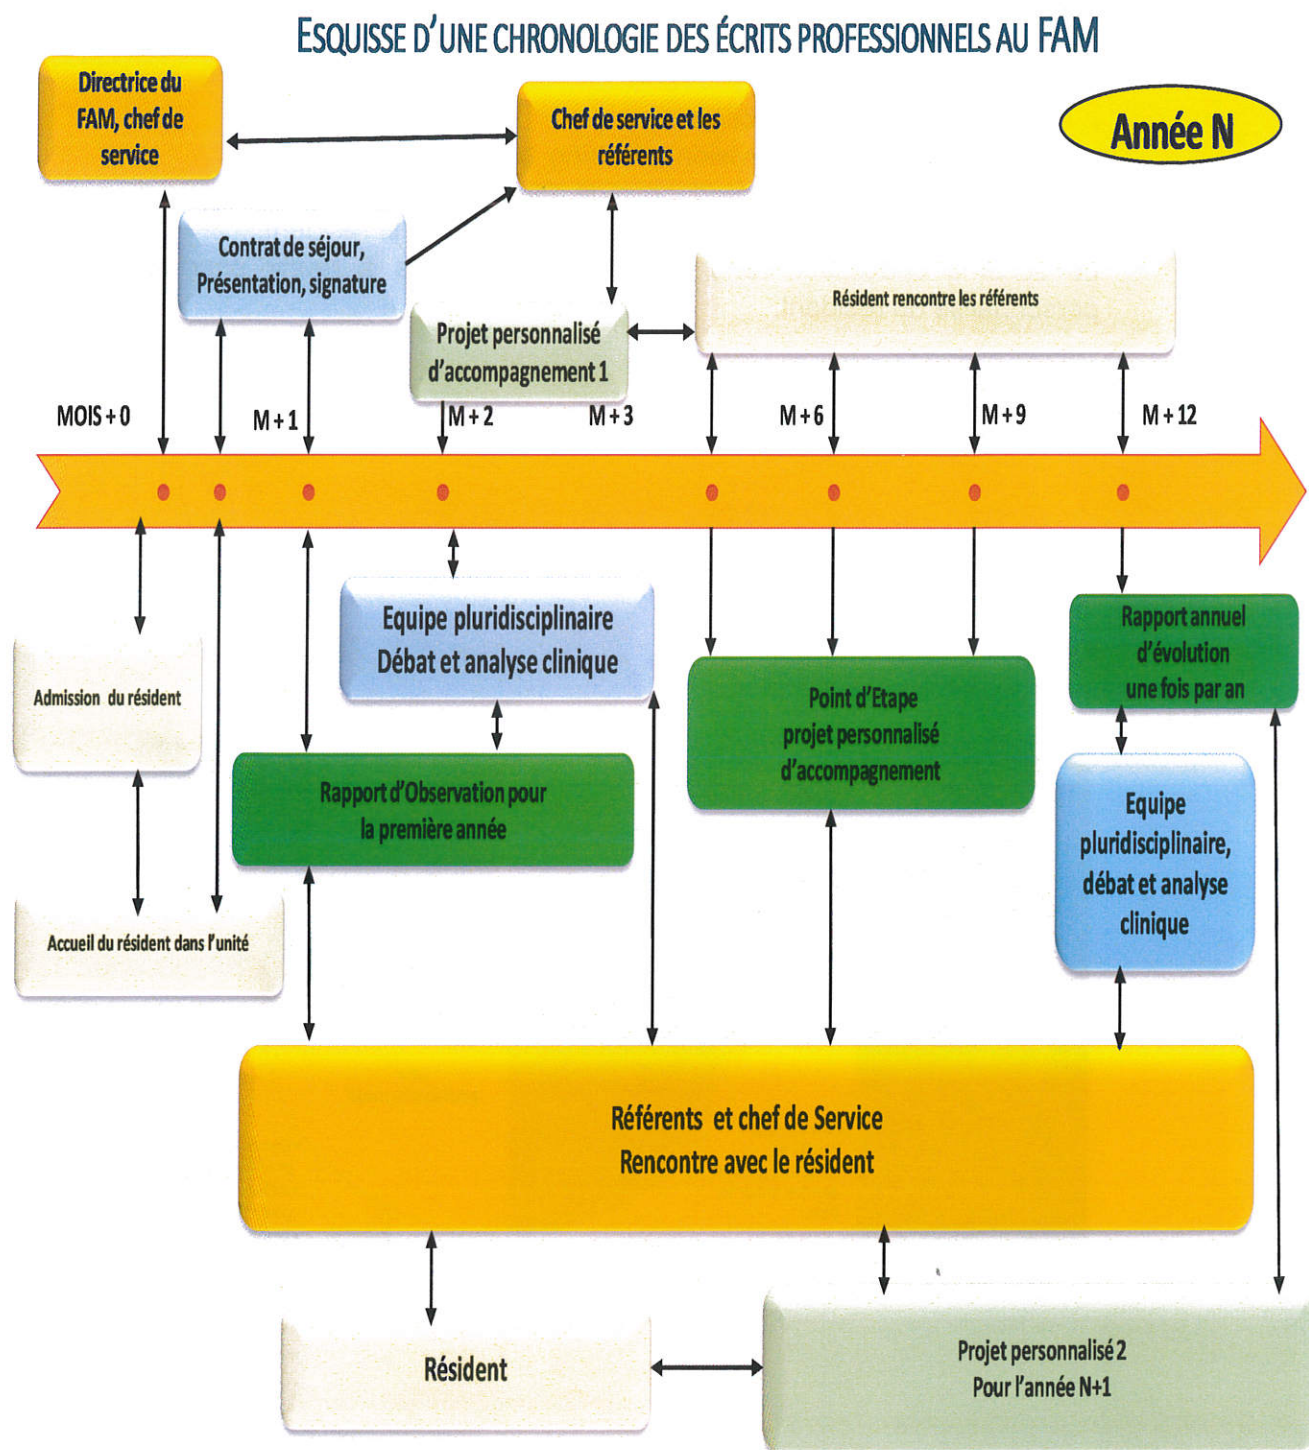 ESQUISSE D'UNE CHRONOLOGIE DES ÉCRITS PROFESSIONNELS AU FAM
Directrice du
FAM, chef de
service
Chef de service et les
référents
Année N
Contrat de séjour,
Présentation, signature
Projet personnalisé
d'accompagnement 1
Résident rencontre les référents
MOIS + 0
M + 1
M + 2
M + 3
M + 6
M + 9
M + 12
Equipe pluridisciplinaire
Débat et analyse clinique
Rapport annuel
d'évolution
une fois par an
Admission du résident
Point d'Etape
projet personnalisé
d'accompagnement
Rapport d'Observation pour
la première année
Equipe
pluridisciplinaire,
débat et analyse
clinique
Accueil du résident dans l'unité
Référents et chef de Service
Rencontre avec le résident
Résident
Projet personnalisé 2
Pour l'année N+1